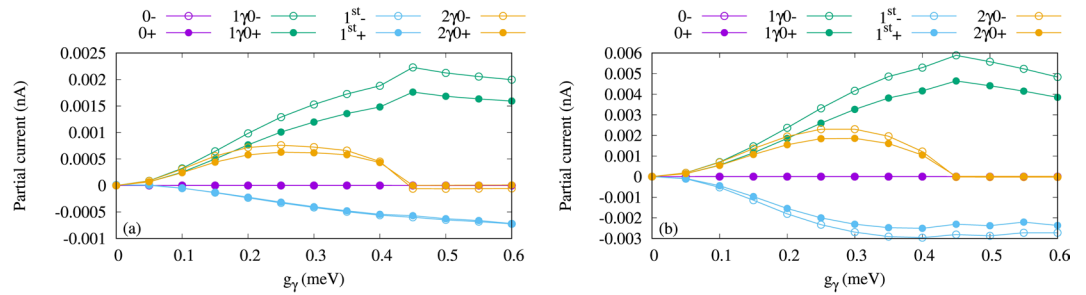 0- 1γ0- 1st- 2γ0-
0+ 1γ0+ 1st+ 2γ0+
0.0025
0.002
0.0015
0.001
0.0005
0
-0.0005
-0.001
Partial current (nA)
(a)
0 0.1 0.2 0.3 0.4 0.5 0.6
gγ (meV)
0- 1γ0- 1st- 2γ0-
0+ 1γ0+ 1st+ 2γ0+
0.006
0.005
0.004
0.003
0.002
0.001
0
-0.001
-0.002
-0.003
Partial current (nA)
(b)
0 0.1 0.2 0.3 0.4 0.5 0.6
gγ (meV)